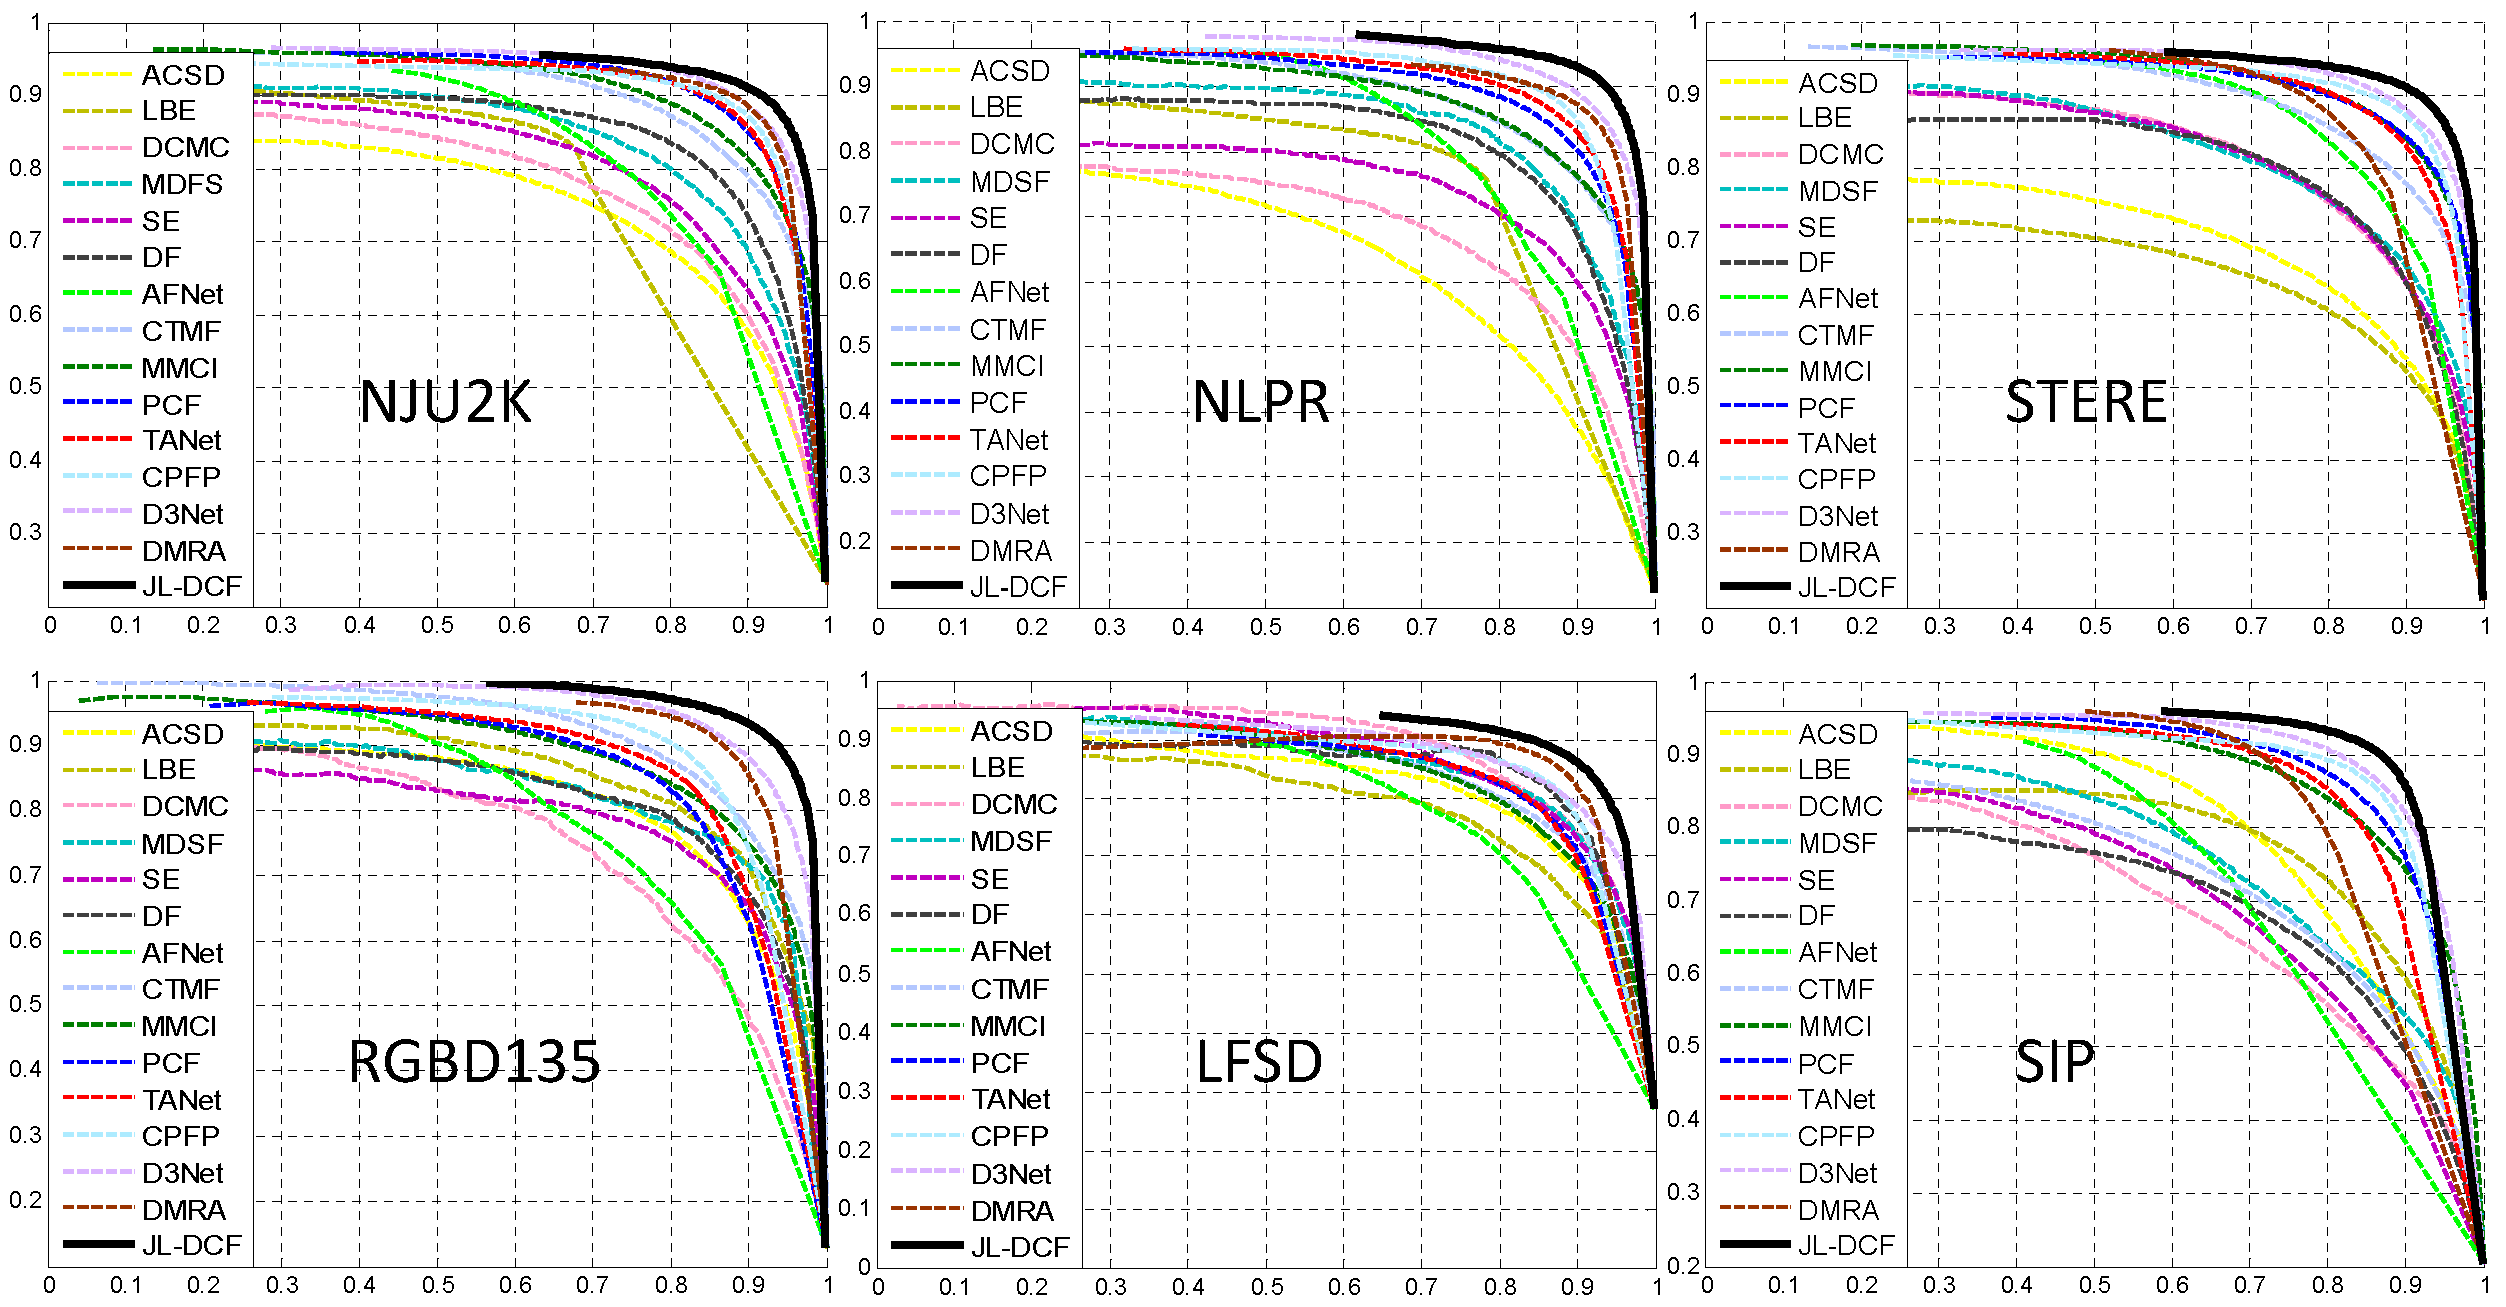 1
0.9
0.8
0.7
0.6
0.5
0.4
0.3
ACSD
LBE
DCMC
MDFS
SE
DF
AFNet
CTMF
MMCI
PCF
TANet
CPFP
D3Net
DMRA
JL-DCF
NJU2K
0 0.1 0.2 0.3 0.4 0.5 0.6 0.7 0.8 0.9 1
1
0.9
0.8
0.7
0.6
0.5
0.4
0.3
0.2
ACSD
LBE
DCMC
MDSF
SE
DF
AFNet
CTMF
MMCI
PCF
TANet
CPFP
D3Net
DMRA
JL-DCF
NLPR
0 0.1 0.2 0.3 0.4 0.5 0.6 0.7 0.8 0.9 1
1
0.9
0.8
0.7
0.6
0.5
0.4
0.3
ACSD
LBE
DCMC
MDSF
SE
DF
AFNet
CTMF
MMCI
PCF
TANet
CPFP
D3Net
DMRA
JL-DCF
STERE
0 0.1 0.2 0.3 0.4 0.5 0.6 0.7 0.8 0.9 1
1
0.9
0.8
0.7
0.6
0.5
0.4
0.3
0.2
ACSD
LBE
DCMC
MDSF
SE
DF
AFNet
CTMF
MMCI
PCF
TANet
CPFP
D3Net
DMRA
JL-DCF
RGBD135
0 0.1 0.2 0.3 0.4 0.5 0.6 0.7 0.8 0.9 1
1
0.9
0.8
0.7
0.6
0.5
0.4
0.3
0.2
0.1
0
ACSD
LBE
DCMC
MDSF
SE
DF
AFNet
CTMF
MMCI
PCF
TANet
CPFP
D3Net
DMRA
JL-DCF
LFSD
0 0.1 0.2 0.3 0.4 0.5 0.6 0.7 0.8 0.9 1
1
0.9
0.8
0.7
0.6
0.5
0.4
0.3
0.2
ACSD
LBE
DCMC
MDSF
SE
DF
AFNet
CTMF
MMCI
PCF
TANet
CPFP
D3Net
DMRA
JL-DCF
SIP
0 0.1 0.2 0.3 0.4 0.5 0.6 0.7 0.8 0.9 1